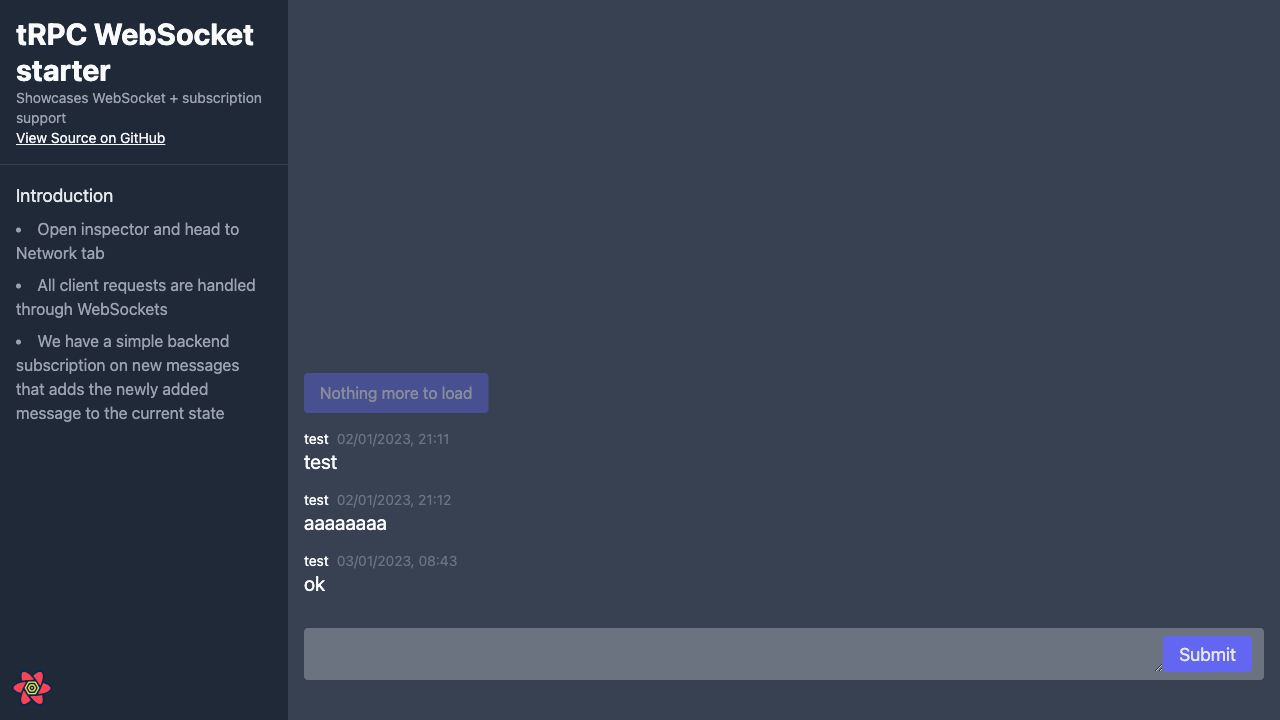 tRPC WebSocket
starter
Showcases WebSocket + subscription
support
View Source on GitHub
Introduction
• Open inspector and head to
Network tab
• All client requests are handled
through WebSockets
• We have a simple backend
subscription on new messages
that adds the newly added
message to the current state
Nothing more to load
test 02/01/2023, 21:11
test
test 02/01/2023, 21:12
aaaaaaaa
test 03/01/2023, 08:43
ok
Submit